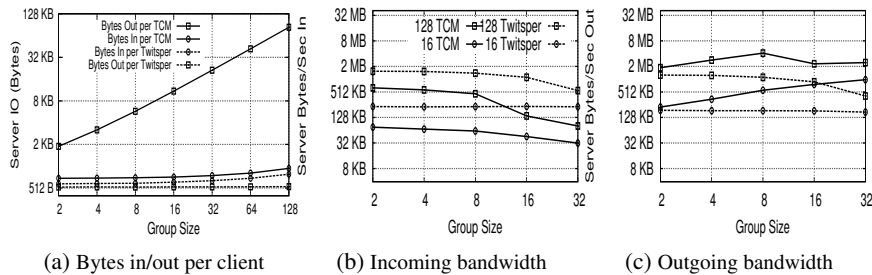 128 KB
32 KB
8 KB
2 KB
512 B
Server IO (Bytes)
Bytes Out per TCM
Bytes In per TCM
Bytes In per Twitsper
Bytes Out per Twitsper
2 4 8 16 32 64 128
Group Size
(a) Bytes in/out per client
Server Bytes/Sec In
32 MB
8 MB
2 MB
512 KB
128 KB
32 KB
8 KB
128 TCM 128 Twitsper
16 TCM 16 Twitsper
2 4 8 16 32
Group Size
(b) Incoming bandwidth
Server Bytes/Sec Out
32 MB
8 MB
2 MB
512 KB
128 KB
32 KB
8 KB
2 4 8 16 32
Group Size
(c) Outgoing bandwidth